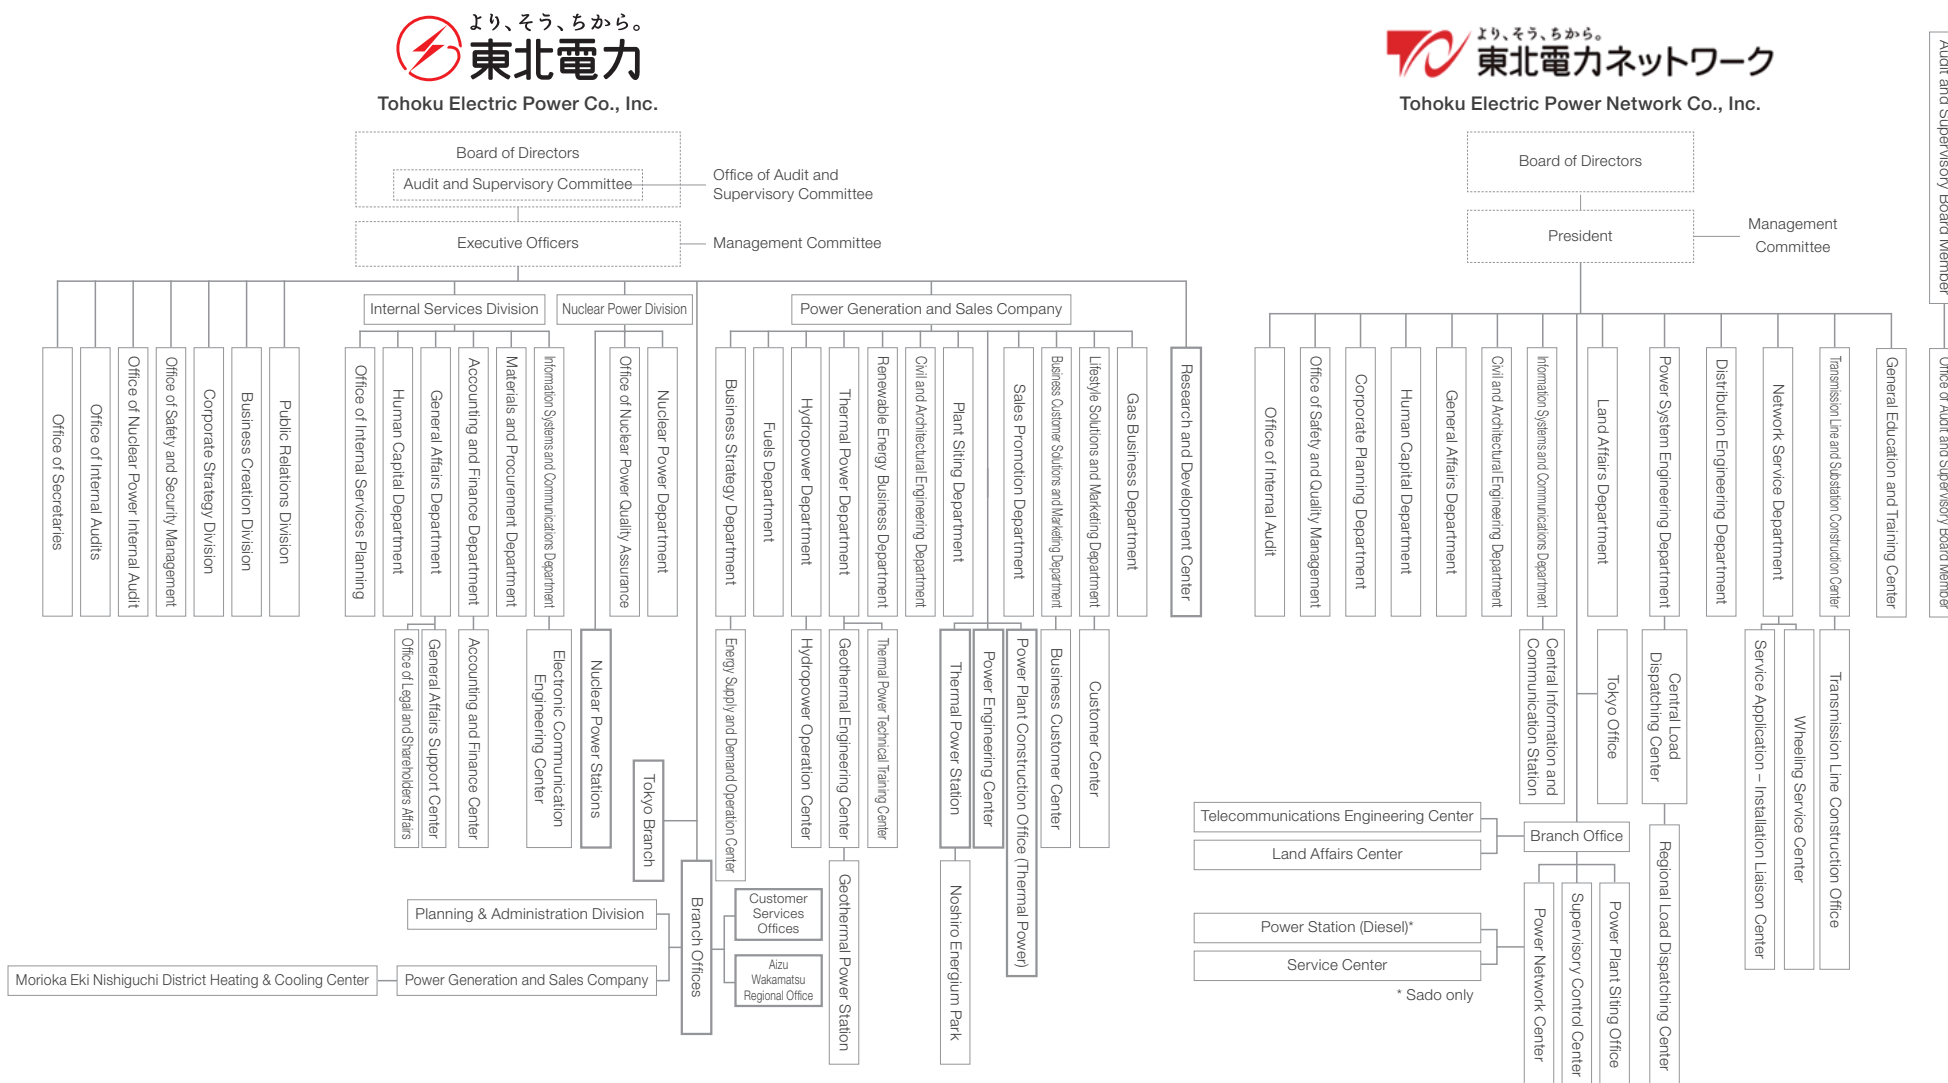 より、そう、ちから。
東北電力
Tohoku Electric Power Co., Inc.
Board of Directors
Audit and Supervisory Committee
Office of Audit and
Supervisory Committee
Executive Officers
Management Committee
Internal Services Division
Nuclear Power Division
Power Generation and Sales Company
Office of Secretaries
Office of Internal Audits
Office of Nuclear Power Internal Audit
Office of Safety and Security Management
Corporate Strategy Division
Business Creation Division
Public Relations Division
Office of Internal Services Planning
Human Capital Department
General Affairs Department
Accounting and Finance Department
Materials and Procurement Department
Information Systems and Communications Department
Office of Nuclear Power Quality Assurance
Nuclear Power Department
Business Strategy Department
Fuels Department
Hydropower Department
Thermal Power Department
Renewable Energy Business Department
Civil and Architectural Engineering Department
Plant Siting Department
Sales Promotion Department
Business Customer Solutions and Marketing Department
Lifestyle Solutions and Marketing Department
Gas Business Department
Research and Development Center
Office of Legal and Shareholders Affairs
General Affairs Support Center
Accounting and Finance Center
Electronic Communication
Engineering Center
Nuclear Power Stations
Tokyo Branch
Energy Supply and Demand Operation Center
Hydropower Operation Center
Geothermal Engineering Center
Thermal Power Technical Training Center
Thermal Power Station
Power Engineering Center
Power Plant Construction Office (Thermal Power)
Business Customer Center
Customer Center
Geothermal Power Station
Noshiro Energium Park
Branch Offices
Planning & Administration Division
Power Generation and Sales Company
Morioka Eki Nishiguchi District Heating & Cooling Center
Customer
Services
Offices
Aizu
Wakamatsu
Regional Office
より、そう、ちから。
東北電力ネットワーク
Tohoku Electric Power Network Co., Inc.
Board of Directors
President
Management
Committee
Audit and Supervisory Board Member
Office of Audit and Supervisory Board Member
Office of Internal Audit
Office of Safety and Quality Management
Corporate Planning Department
Human Capital Department
General Affairs Department
Civil and Architectural Engineering Department
Information Systems and Communications Department
Land Affairs Department
Power System Engineering Department
Distribution Engineering Department
Network Service Department
Transmission Line and Substation Construction Center
General Education and Training Center
Central Information and
Communication Station
Tokyo Office
Central Load
Dispatching Center
Service Application – Installation Liaison Center
Wheeling Service Center
Transmission Line Construction Office
Telecommunications Engineering Center
Land Affairs Center
Branch Office
Regional Load Dispatching Center
Power Station (Diesel)*
Service Center
* Sado only
Power Network Center
Supervisory Control Center
Power Plant Siting Office